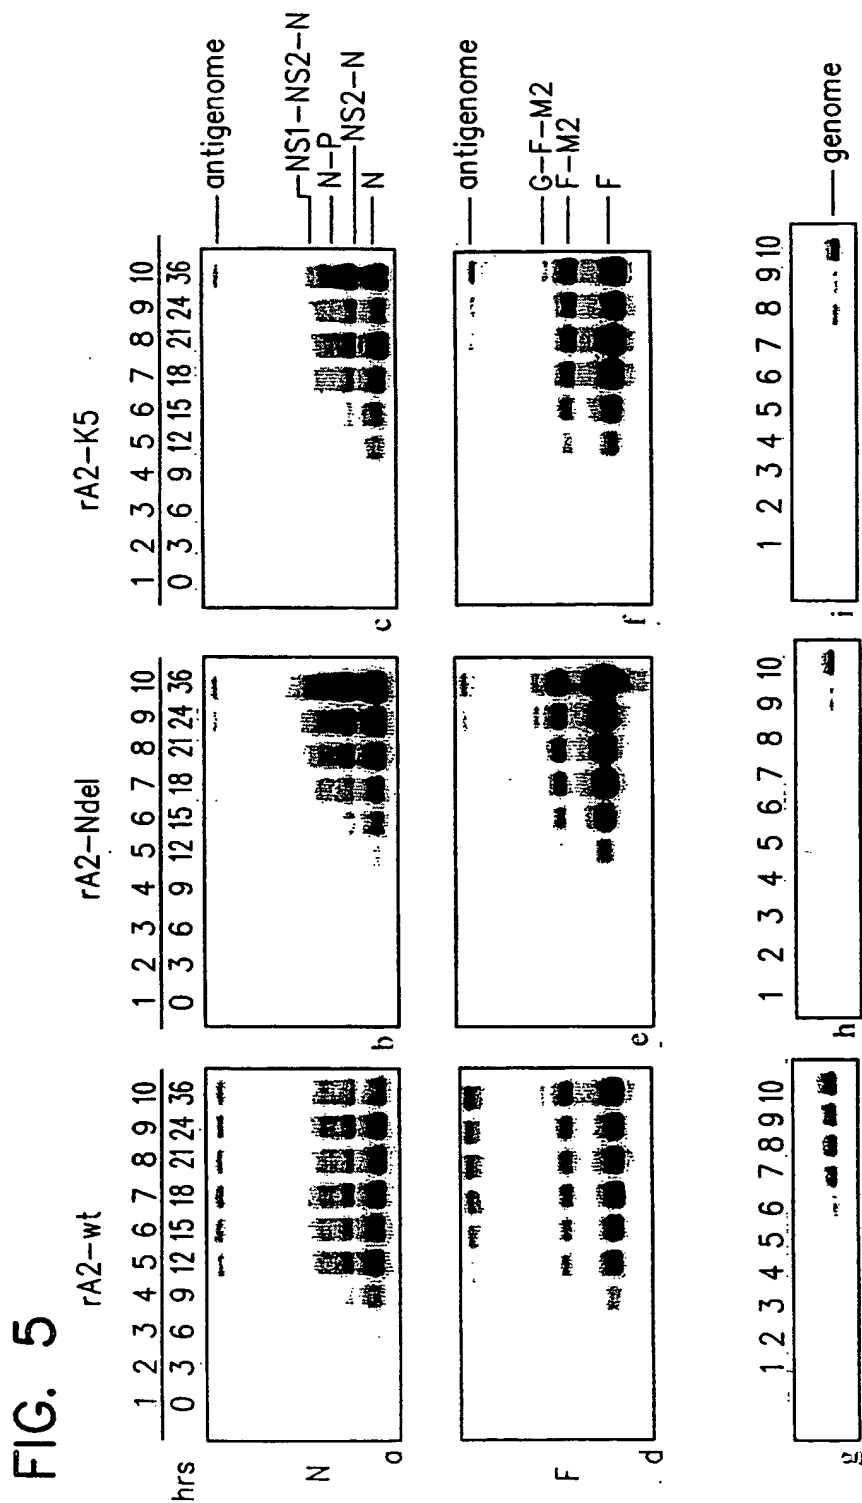 FIG. 5
rA2-wt
rA2-Ndel
rA2-K5
1 2 3 4 5 6 7 8 9 10
1 2 3 4 5 6 7 8 9 10
1 2 3 4 5 6 7 8 9 10
hrs
0 3 6 9 12 15 18 21 24 36
0 3 6 9 12 15 18 21 24 36
0 3 6 9 12 15 18 21 24 36
N
antigenome
NS1-NS2-N
N-P
NS2-N
N
a
b
c
F
antigenome
G-F-M2
F-M2
F
d
e
f
1 2 3 4 5 6 7 8 9 10
1 2 3 4 5 6 7 8 9 10
1 2 3 4 5 6 7 8 9 10
genome
g
h
i